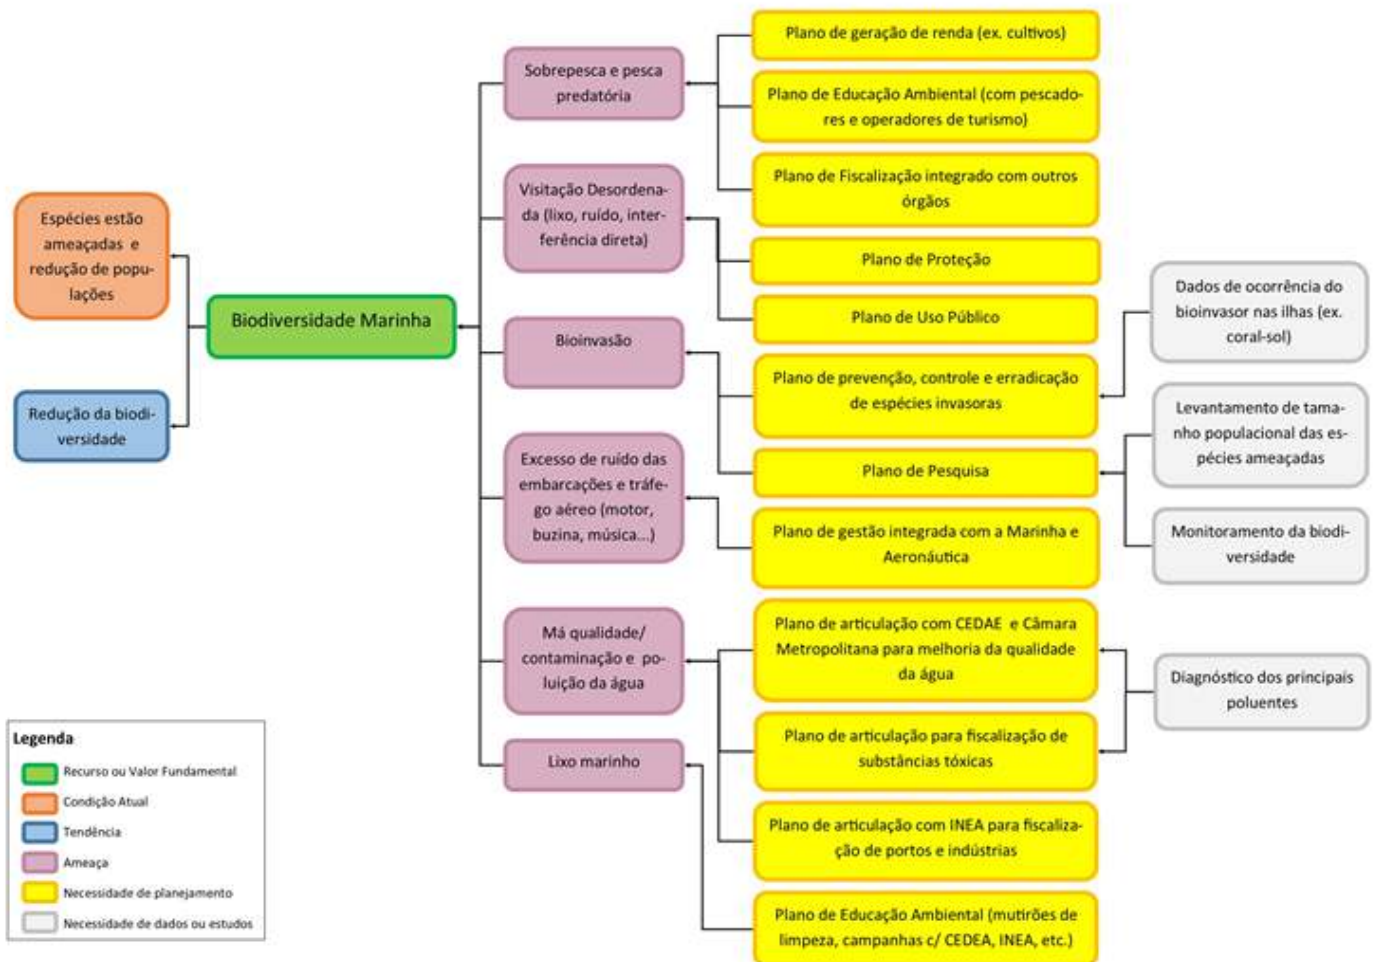 Espécies estão
ameaçadas e
redução de popu-
lações
Redução da biodi-
versidade
Biodiversidade Marinha
Sobrepesca e pesca
predatória
Visitação Desordena-
da (lixo, ruído, inter-
ferência direta)
Bioinvasão
Excesso de ruído das
embarcações e tráfe-
go aéreo (motor,
buzina, música...)
Má qualidade/
contaminação e po-
luição da água
Lixo marinho
Plano de geração de renda (ex. cultivos)
Plano de Educação Ambiental (com pescado-
res e operadores de turismo)
Plano de Fiscalização integrado com outros
órgãos
Plano de Proteção
Plano de Uso Público
Plano de prevenção, controle e erradicação
de espécies invasoras
Plano de Pesquisa
Plano de gestão integrada com a Marinha e
Aeronáutica
Plano de articulação com CEDAE e Câmara
Metropolitana para melhoria da qualidade
da água
Plano de articulação para fiscalização de
substâncias tóxicas
Plano de articulação com INEA para fiscaliza-
ção de portos e indústrias
Plano de Educação Ambiental (mutirões de
limpeza, campanhas c/ CEDEA, INEA, etc.)
Dados de ocorrência do
bioinvasor nas ilhas (ex.
coral-sol)
Levantamento de tama-
nho populacional das es-
pécies ameaçadas
Monitoramento da biodi-
versidade
Diagnóstico dos principais
poluentes
Legenda
Recurso ou Valor Fundamental
Condição Atual
Tendência
Ameaça
Necessidade de planejamento
Necessidade de dados ou estudos